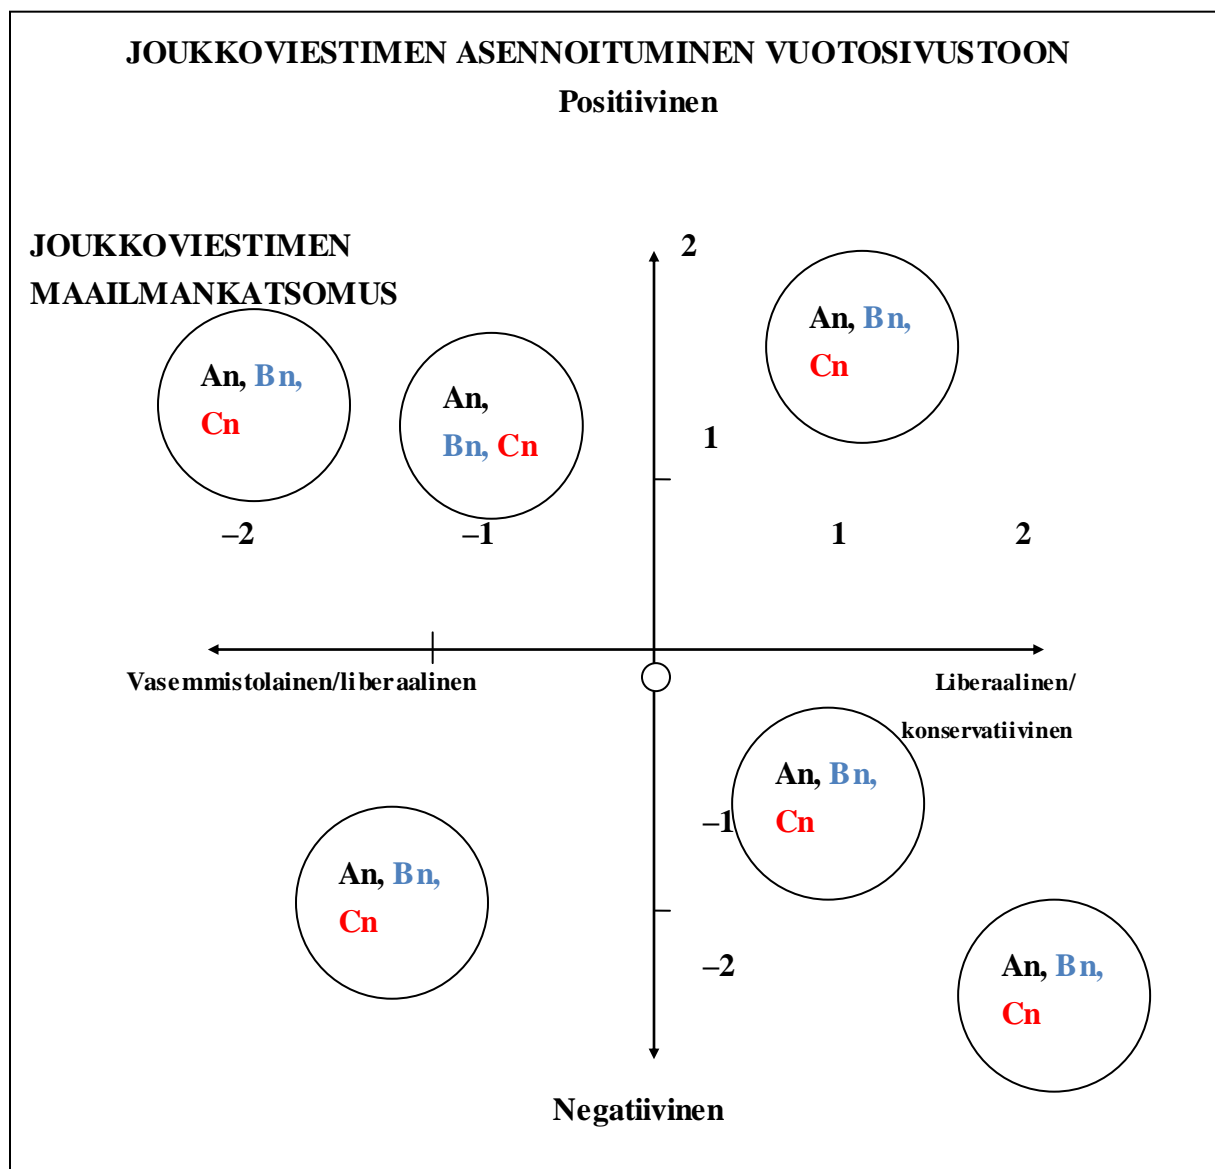 JOUKKOVIESTIMEN ASENNOITUMINEN VUOTOSIVUSTOON
Positiivinen
JOUKKOVIESTIMEN
MAAILMANKATSOMUS
2
An, Bn,
Cn
An, Bn,
Cn
An,
Bn, Cn
1
–2
–1
1
2
Vasemmistolainen/liberaalinen
Liberaalinen/
konservatiivinen
An, Bn,
Cn
–1
An, Bn,
Cn
–2
An, Bn,
Cn
Negatiivinen